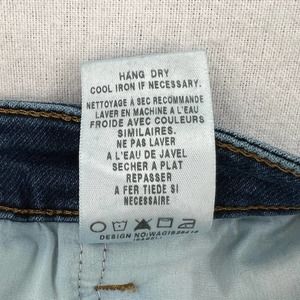 HANG DRY
COOL IRON IF NECESSARY.
NETTOYAGE À SEC RECOMMANDE
LAVER EN MACHINE A L'EAU
FROIDE AVEC COULEURS
SIMILAIRES.
NE PAS LAVER
A L'EAU DE JAVEL
SECHER A PLAT
REPASSER
A FER TIEDE SI
NECESSAIRE
DESIGN NO: